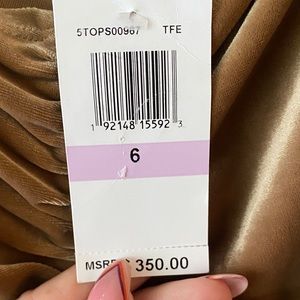 5TOPS00967 TFE
1 92148 15592 3
6
MSRP $ 350.00